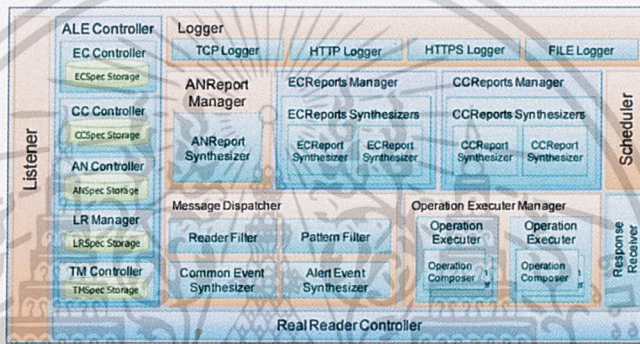 Listener
ALE Controller
EC Controller
ECSpec Storage
CC Controller
CCSpec Storage
AN Controller
ANSpec Storage
LR Manager
LRSpec Storage
TM Controller
TMSpec Storage
Logger
TCP Logger
HTTP Logger
HTTPS Logger
FILE Logger
ANReport
Manager
ANReport
Synthesizer
ECReports Manager
ECReports Synthesizers
ECReport
Synthesizer
ECReport
Synthesizer
CCReports Manager
CCReports Synthesizers
CCReport
Synthesizer
CCReport
Synthesizer
Scheduler
Message Dispatcher
Reader Filter
Pattern Filter
Common Event
Synthesizer
Alert Event
Synthesizer
Operation Executer Manager
Operation
Executer
Operation
Composer
Operation
Executer
Operation
Composer
Response
Receiver
Real Reader Controller